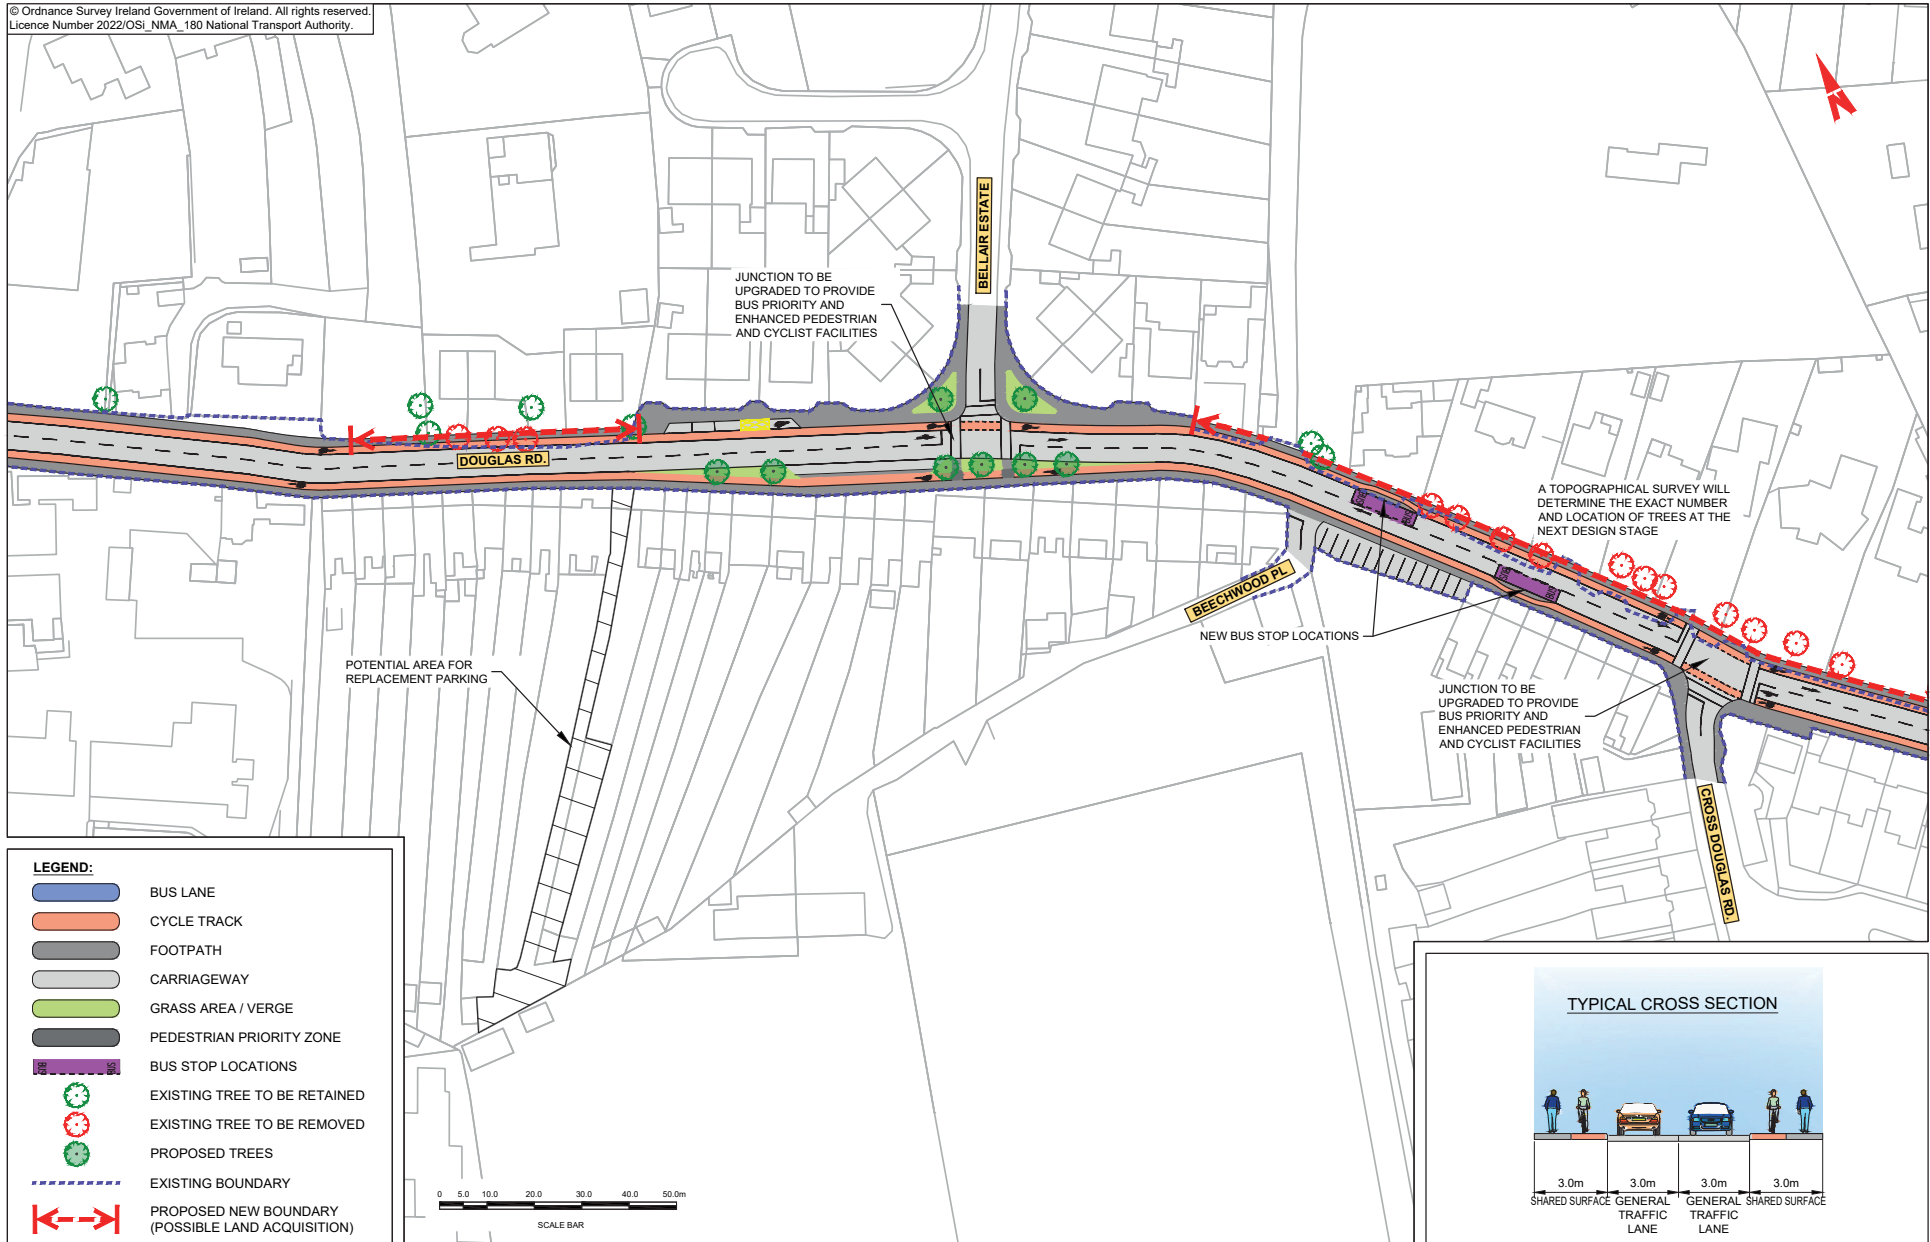 © Ordnance Survey Ireland Government of Ireland. All rights reserved.
Licence Number 2022/OSi_NMA_180 National Transport Authority.
N
BELLAIR ESTATE
JUNCTION TO BE
UPGRADED TO PROVIDE
BUS PRIORITY AND
ENHANCED PEDESTRIAN
AND CYCLIST FACILITIES
DOUGLAS RD.
A TOPOGRAPHICAL SURVEY WILL
DETERMINE THE EXACT NUMBER
AND LOCATION OF TREES AT THE
NEXT DESIGN STAGE
BUS
BUS
BUS
BUS
BEECHWOOD PL
NEW BUS STOP LOCATIONS
POTENTIAL AREA FOR
REPLACEMENT PARKING
JUNCTION TO BE
UPGRADED TO PROVIDE
BUS PRIORITY AND
ENHANCED PEDESTRIAN
AND CYCLIST FACILITIES
CROSS DOUGLAS RD.
LEGEND:
BUS LANE
CYCLE TRACK
FOOTPATH
CARRIAGEWAY
GRASS AREA / VERGE
PEDESTRIAN PRIORITY ZONE
BUS BUS
BUS STOP LOCATIONS
EXISTING TREE TO BE RETAINED
EXISTING TREE TO BE REMOVED
PROPOSED TREES
EXISTING BOUNDARY
PROPOSED NEW BOUNDARY
(POSSIBLE LAND ACQUISITION)
0 5.0 10.0 20.0 30.0 40.0 50.0m
SCALE BAR
TYPICAL CROSS SECTION
3.0m 3.0m 3.0m 3.0m
SHARED SURFACE GENERAL TRAFFIC LANE GENERAL TRAFFIC LANE SHARED SURFACE